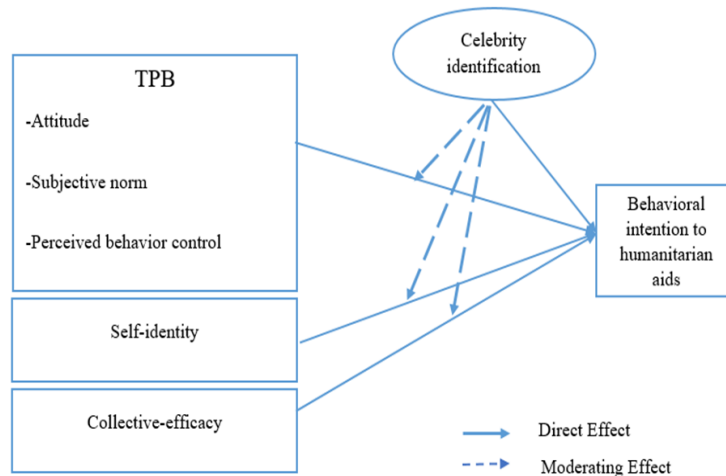 Celebrity
identification
TPB
-Attitude
-Subjective norm
-Perceived behavior control
Behavioral
intention to
humanitarian
aids
Self-identity
Collective-efficacy
Direct Effect
Moderating Effect